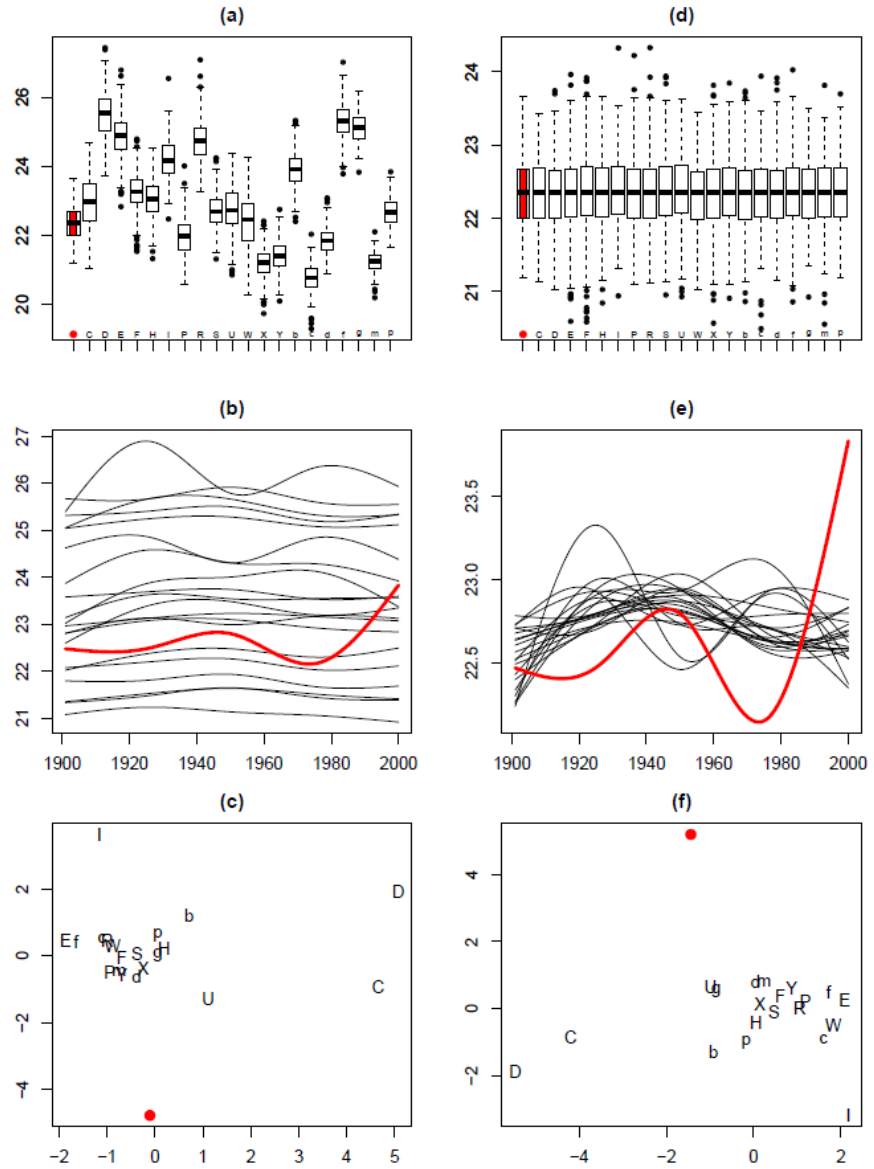 (a)
26
24
22
20
C D E F H I P R S U W X Y b c d f g m p
(d)
24
23
22
21
C D E F H I P R S U W X Y b c d f g m p
(b)
27
26
25
24
23
22
21
1900 1920 1940 1960 1980 2000
(e)
23.5
23.0
22.5
1900 1920 1940 1960 1980 2000
(c)
2
0
−2
−4
I
D
b
p
E f
W
H
F
S
g
X
P
m
Y
d
C
U
−2 −1 0 1 2 3 4 5
(f)
4
2
0
−2
U
g
d
m
Y
F
f
E
X
P
R
S
H
W
C
p
c
b
D
I
−4 −2 0 2